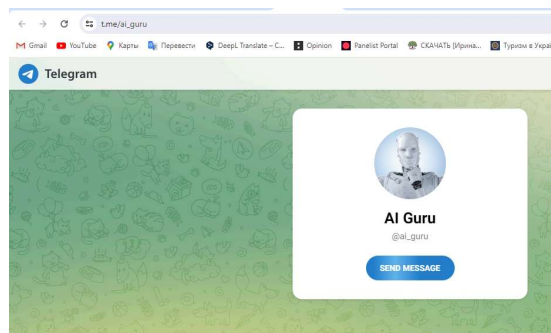 t.me/ai_guru
Gmail YouTube Карты Перевести DeepL Translate – С... Opinion Panelist Portal СКАЧАТЬ [Ирина... Туризм в Украї
Telegram
AI Guru
@ai_guru
SEND MESSAGE